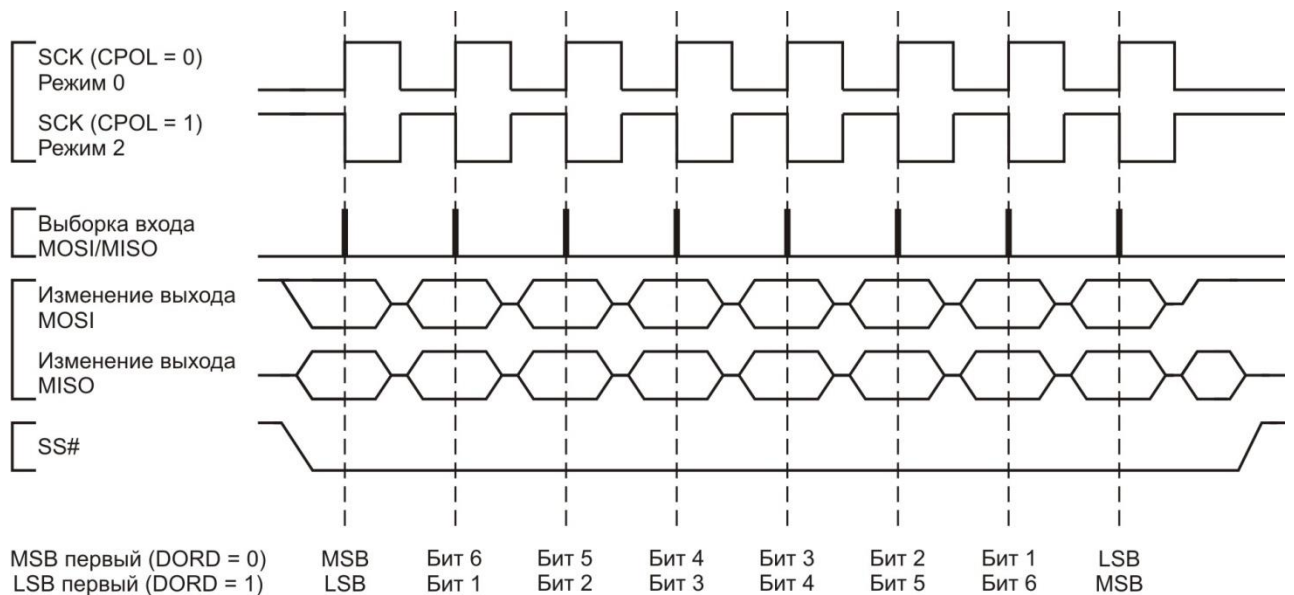 SCK (CPOL = 0)
Режим 0
SCK (CPOL = 1)
Режим 2
Выборка входа
MOSI/MISO
Изменение выхода
MOSI
Изменение выхода
MISO
SS#
MSB первый (DORD = 0) MSB Бит 6 Бит 5 Бит 4 Бит 3 Бит 2 Бит 1 LSB
LSB первый (DORD = 1) LSB Бит 1 Бит 2 Бит 3 Бит 4 Бит 5 Бит 6 MSB